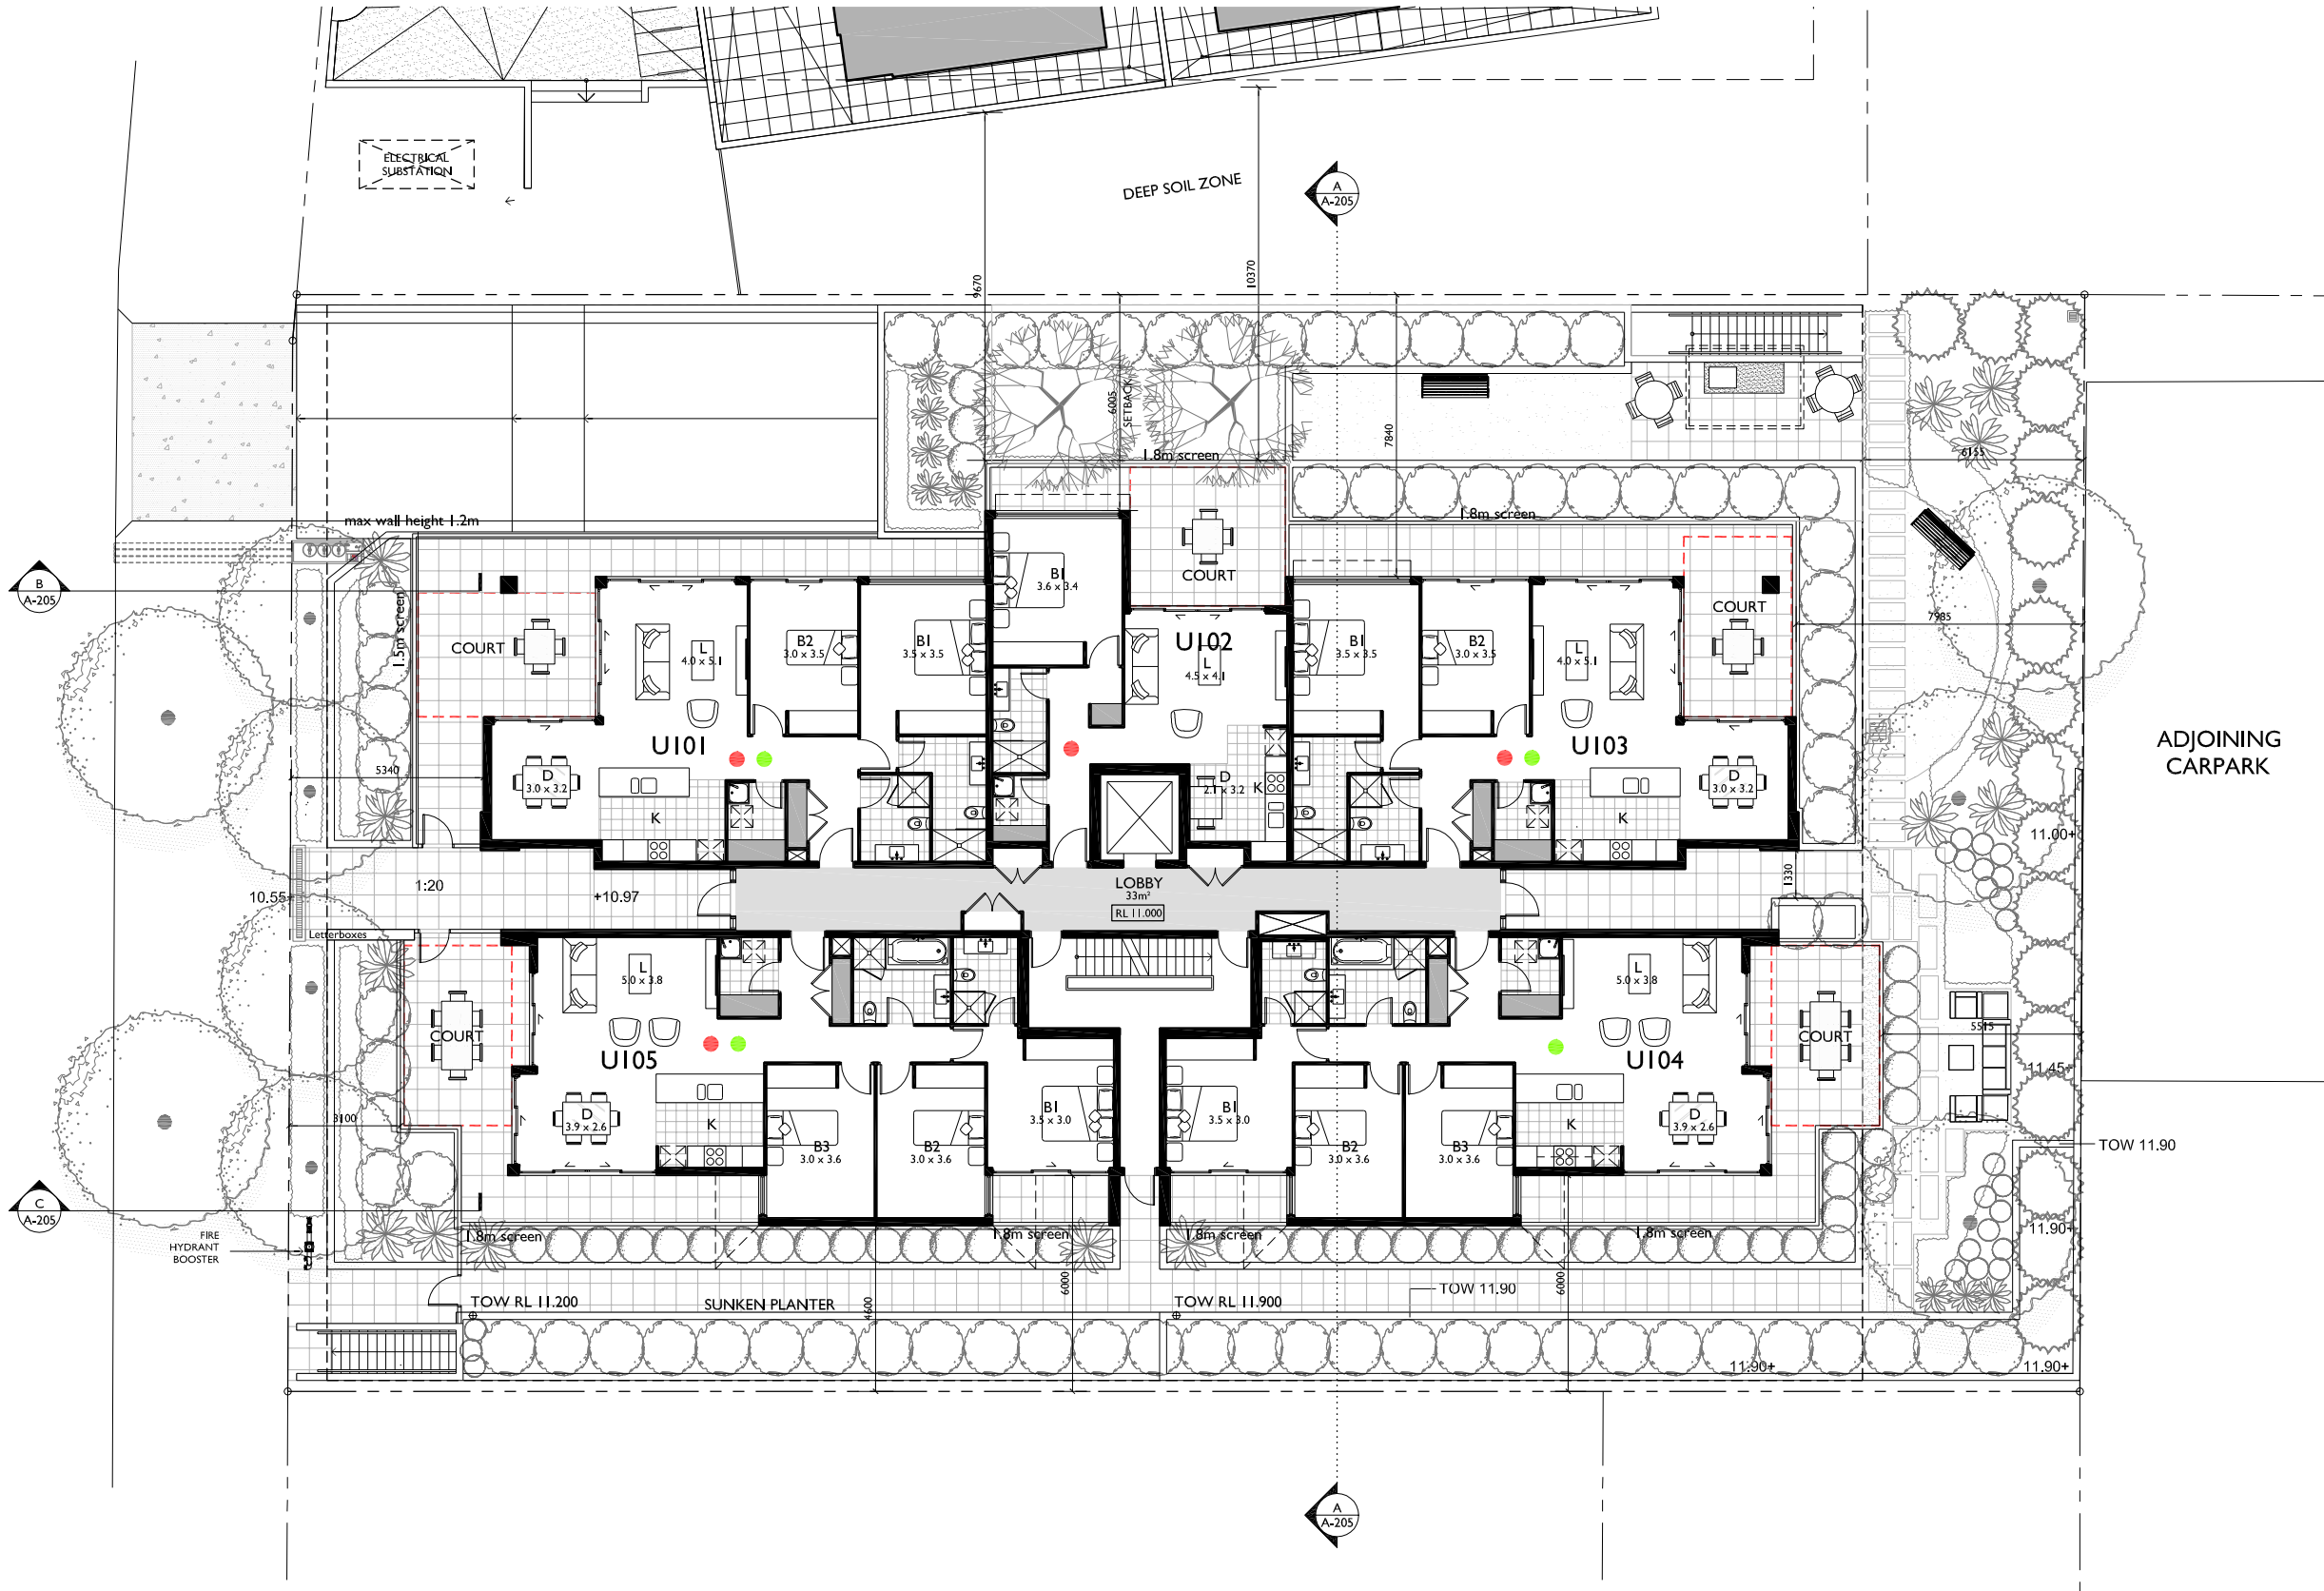 ELECTRICAL
SUBSTATION
DEEP SOIL ZONE
A
A-205
9670
10370
6005
SETBACK
7840
1.8m screen
6155
max wall height 1.2m
1.8m screen
B
A-205
1.5m screen
COURT
L
4.0 x 5.1
B2
3.0 x 3.5
B1
3.5 x 3.5
B1
3.6 x 3.4
COURT
U102
L
4.5 x 4.1
B1
3.5 x 3.5
B2
3.0 x 3.5
L
4.0 x 5.1
COURT
7985
U101
U103
ADJOINING
CARPARK
5340
D
3.0 x 3.2
K
D
2.1 x 3.2
K
K
D
3.0 x 3.2
11.00+
10.55+
1:20
+10.97
LOBBY
33m²
RL 11.000
1330
Letterboxes
L
5.0 x 3.8
L
5.0 x 3.8
COURT
U105
U104
COURT
5515
11.45+
3100
D
3.9 x 2.6
K
B3
3.0 x 3.6
B2
3.0 x 3.6
B1
3.5 x 3.0
B1
3.5 x 3.0
B2
3.0 x 3.6
B3
3.0 x 3.6
K
D
3.9 x 2.6
TOW 11.90
C
A-205
FIRE
HYDRANT
BOOSTER
1.8m screen
1.8m screen
1.8m screen
1.8m screen
11.90+
TOW RL 11.200
SUNKEN PLANTER
4600
6000
TOW RL 11.900
TOW 11.90
6000
11.90+
11.90+
A
A-205